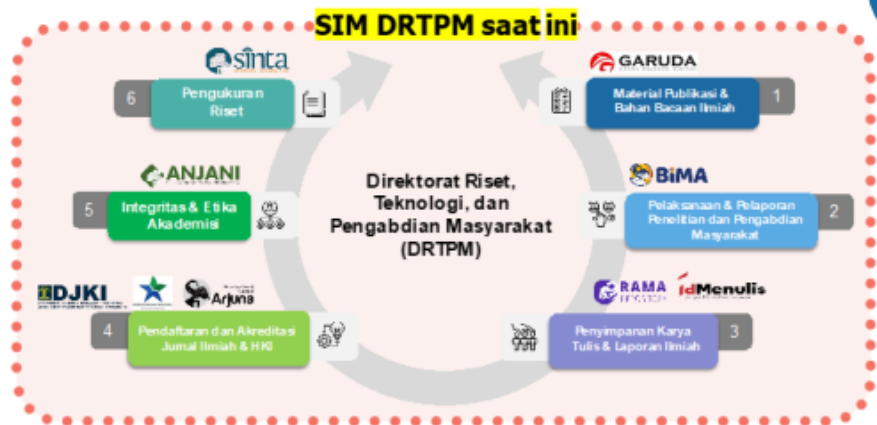 SIM DRTPM saat ini
sinta
6
Pengukuran
Riset
GARUDA
Material Publikasi &
Bahan Bacaan Ilmiah
1
ANJANI
5
Integritas & Etika
Akademisi
Direktorat Riset,
Teknologi, dan
Pengabdian Masyarakat
(DRTPM)
BiMA
Pelaksanaan & Pelaporan
Penelitian dan Pengabdian
Masyarakat
2
DJKI
Arjuna
4
Pendaftaran dan Akreditasi
Jurnal Ilmiah & HKI
RAMA
REPOSITORY
idMenulis
Penyimpanan Karya
Tulis & Laporan Ilmiah
3